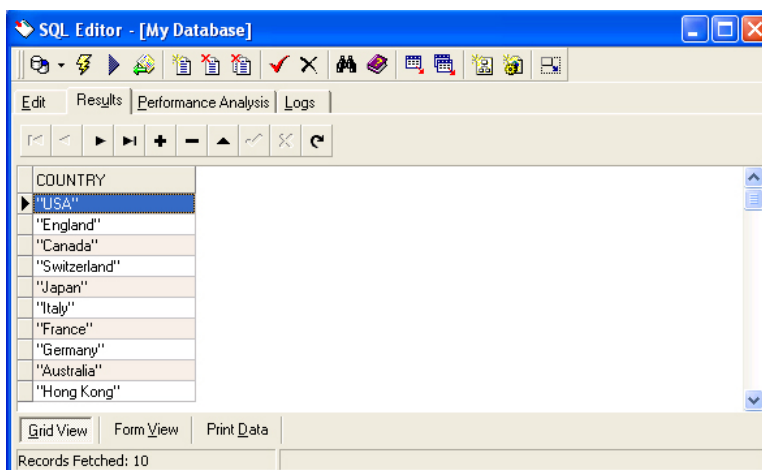 SQL Editor - [My Database]
Edit Results Performance Analysis Logs
COUNTRY
"USA"
"England"
"Canada"
"Switzerland"
"Japan"
"Italy"
"France"
"Germany"
"Australia"
"Hong Kong"
Grid View Form View Print Data
Records Fetched: 10